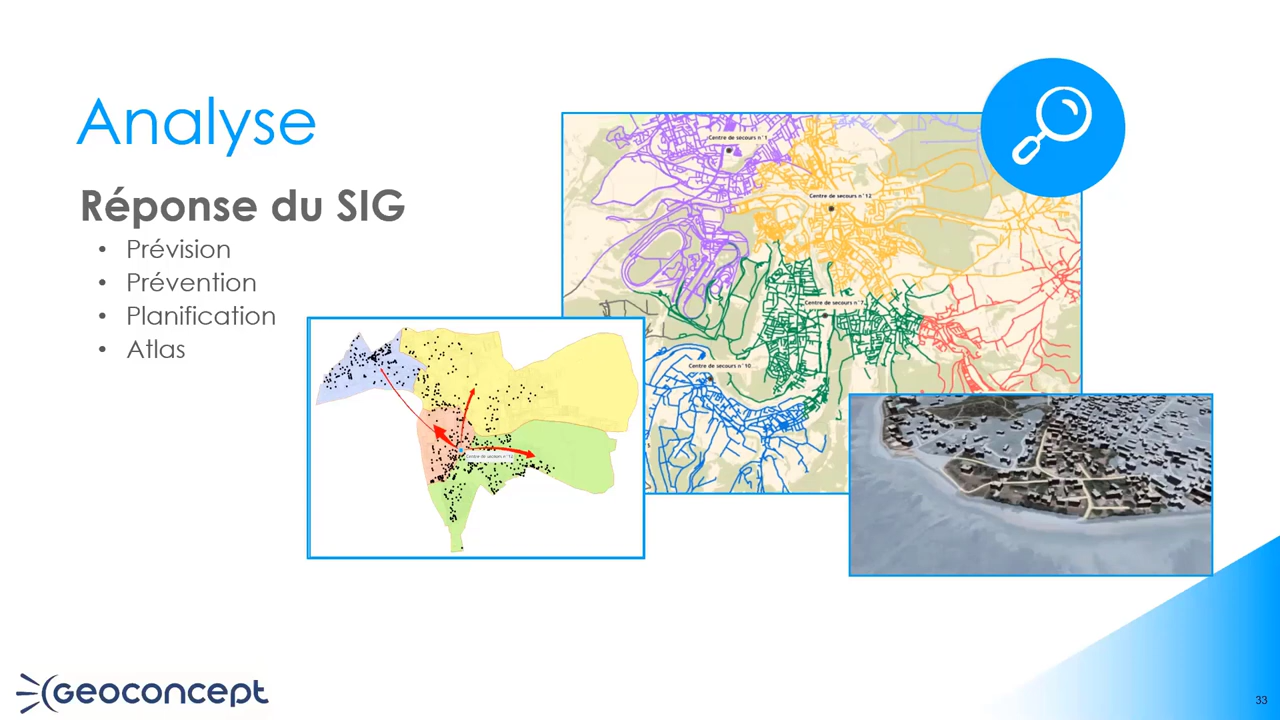 Analyse
Réponse du SIG
• Prévision
• Prévention
• Planification
• Atlas
Centre de secours n°1
Centre de secours n°12
Centre de secours n°7
Centre de secours n°10
Centre de secours n°12
GEOCONCEPT
33